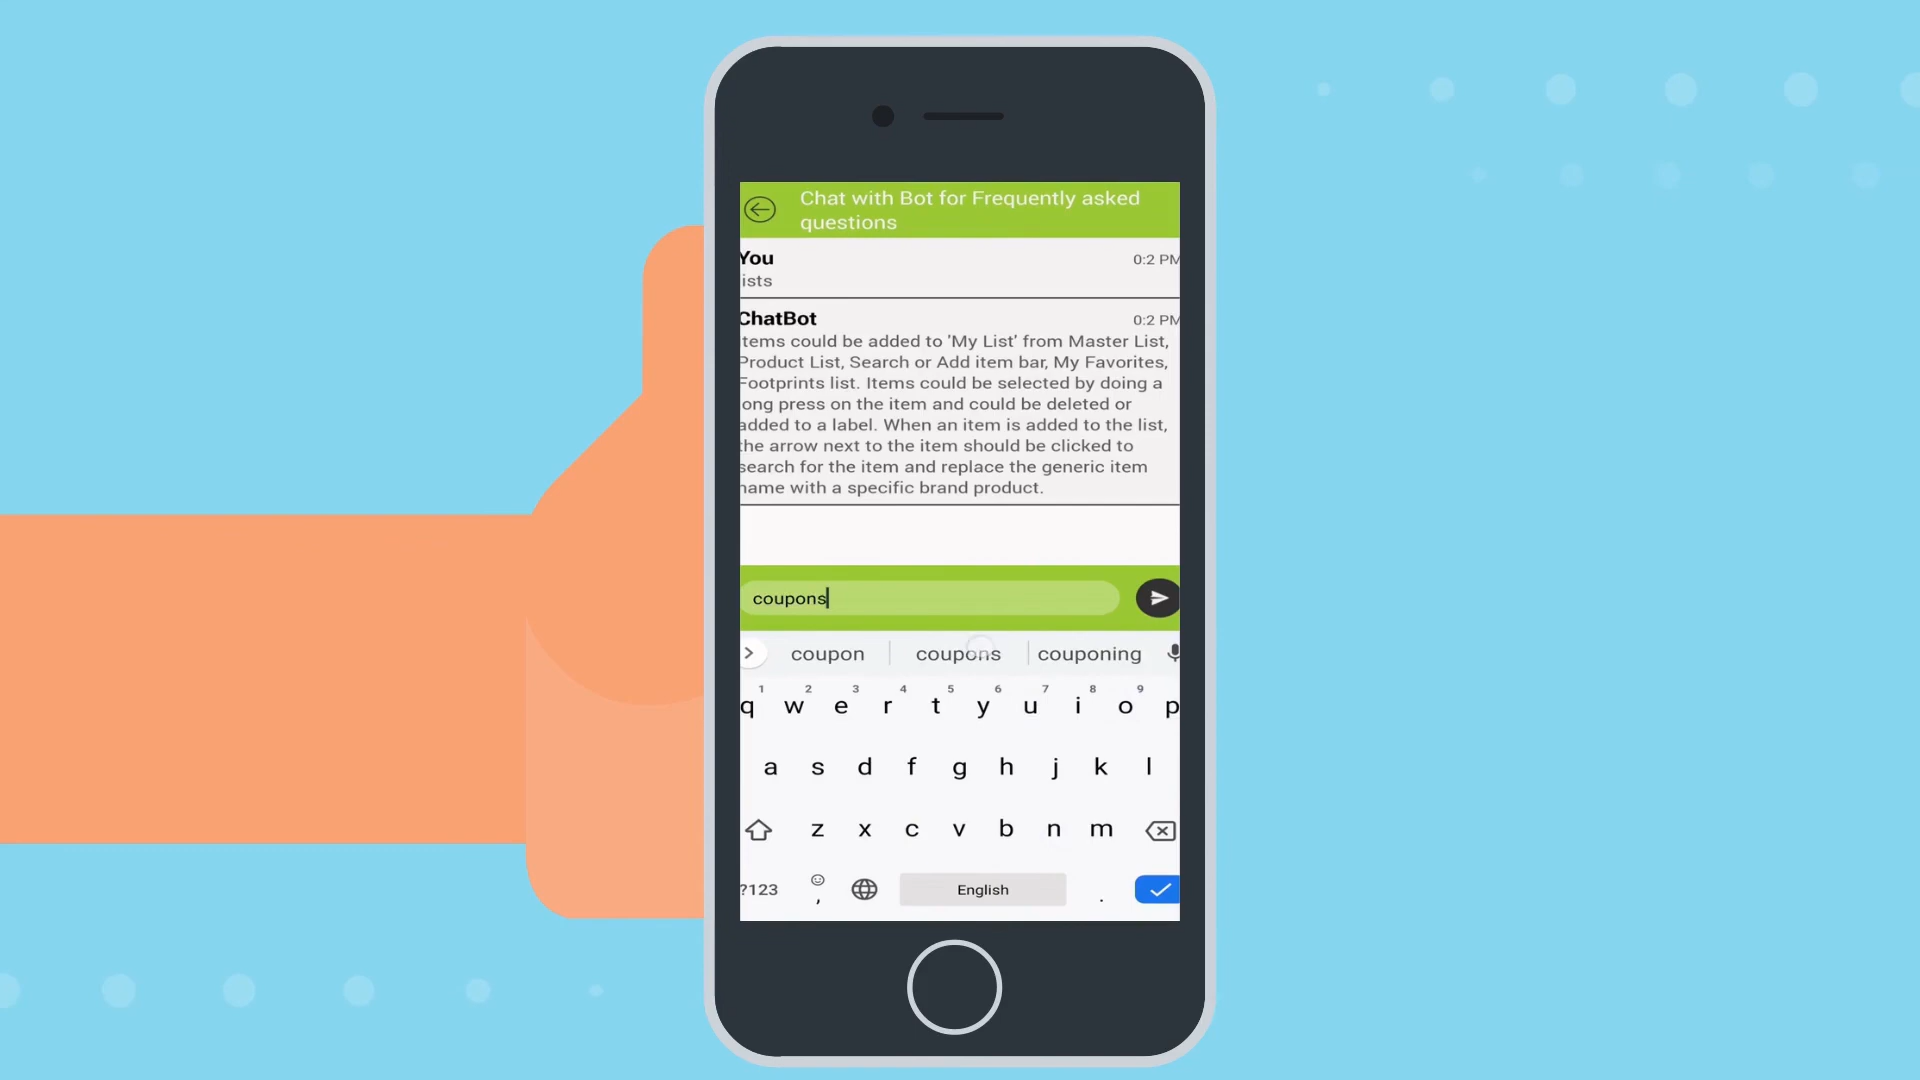 Chat with Bot for Frequently asked
questions
You 0:2 PM
ists
ChatBot 0:2 PM
tems could be added to 'My List' from Master List,
Product List, Search or Add item bar, My Favorites,
Footprints list. Items could be selected by doing a
ong press on the item and could be deleted or
added to a label. When an item is added to the list,
the arrow next to the item should be clicked to
search for the item and replace the generic item
name with a specific brand product.
coupons
coupon coupons couponing
1 2 3 4 5 6 7 8 9
q w e r t y u i o p
a s d f g h j k l
z x c v b n m
?123 , English .